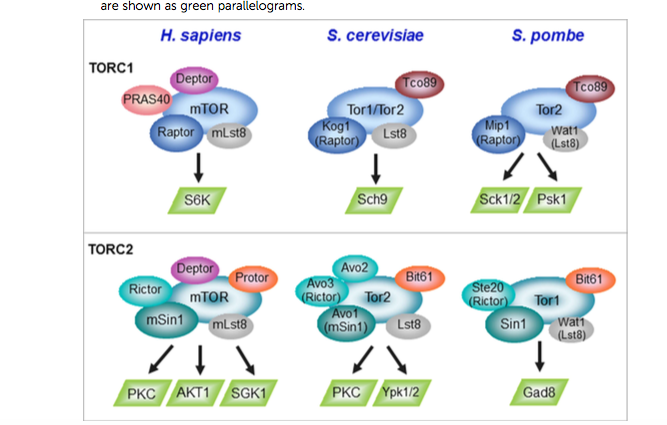 are shown as green parallelograms.
H. sapiens
S. cerevisiae
S. pombe
TORC1
Deptor
PRAS40
mTOR
Raptor
mLst8
S6K
Tco89
Tor1/Tor2
Kog1
(Raptor)
Lst8
Sch9
Tco89
Tor2
Mip1
(Raptor)
Wat1
(Lst8)
Sck1/2
Psk1
TORC2
Deptor
Protor
Rictor
mTOR
mSin1
mLst8
PKC
AKT1
SGK1
Avo2
Bit61
Avo3
(Rictor)
Tor2
Avo1
(mSin1)
Lst8
PKC
Ypk1/2
Bit61
Ste20
(Rictor)
Tor1
Sin1
Wat1
(Lst8)
Gad8